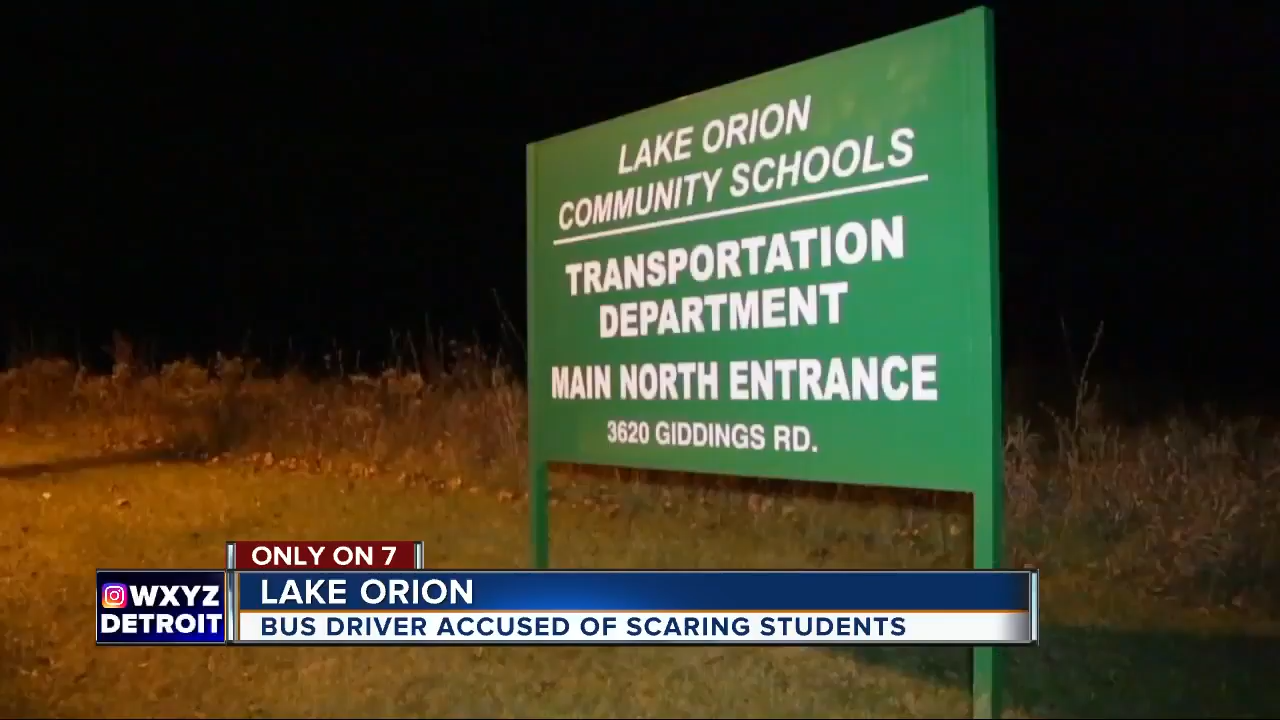 LAKE ORION
COMMUNITY SCHOOLS
TRANSPORTATION
DEPARTMENT
MAIN NORTH ENTRANCE
3620 GIDDINGS RD.
ONLY ON 7
@WXYZ
DETROIT
LAKE ORION
BUS DRIVER ACCUSED OF SCARING STUDENTS